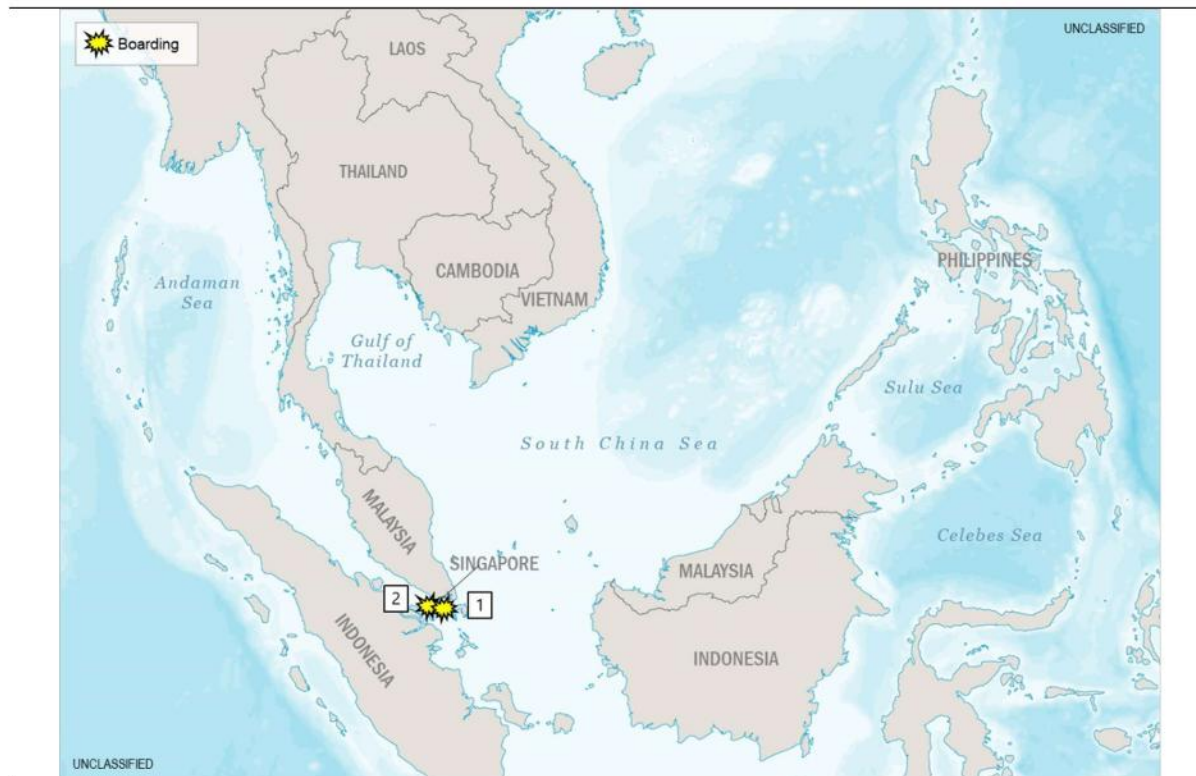 Boarding
UNCLASSIFIED
LAOS
THAILAND
CAMBODIA
VIETNAM
PHILIPPINES
Andaman
Sea
Gulf of
Thailand
Sulu Sea
South China Sea
MALAYSIA
Celebes Sea
SINGAPORE
MALAYSIA
2
1
INDONESIA
INDONESIA
UNCLASSIFIED